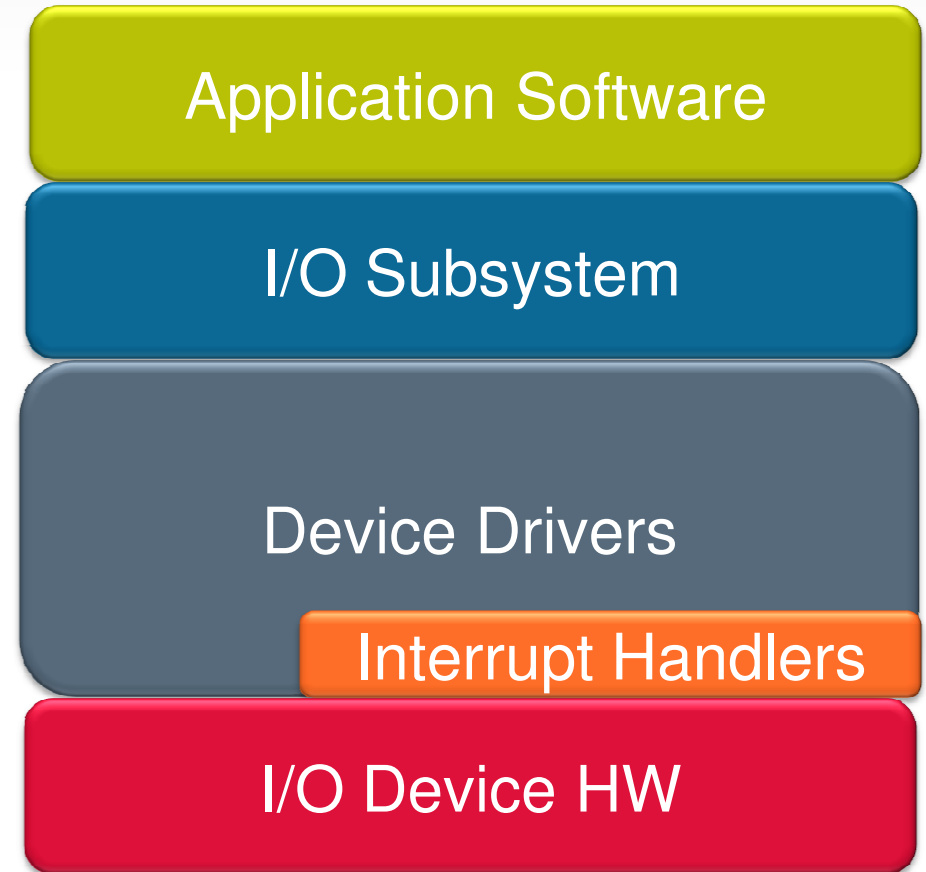 Application Software
I/O Subsystem
Device Drivers
Interrupt Handlers
I/O Device HW